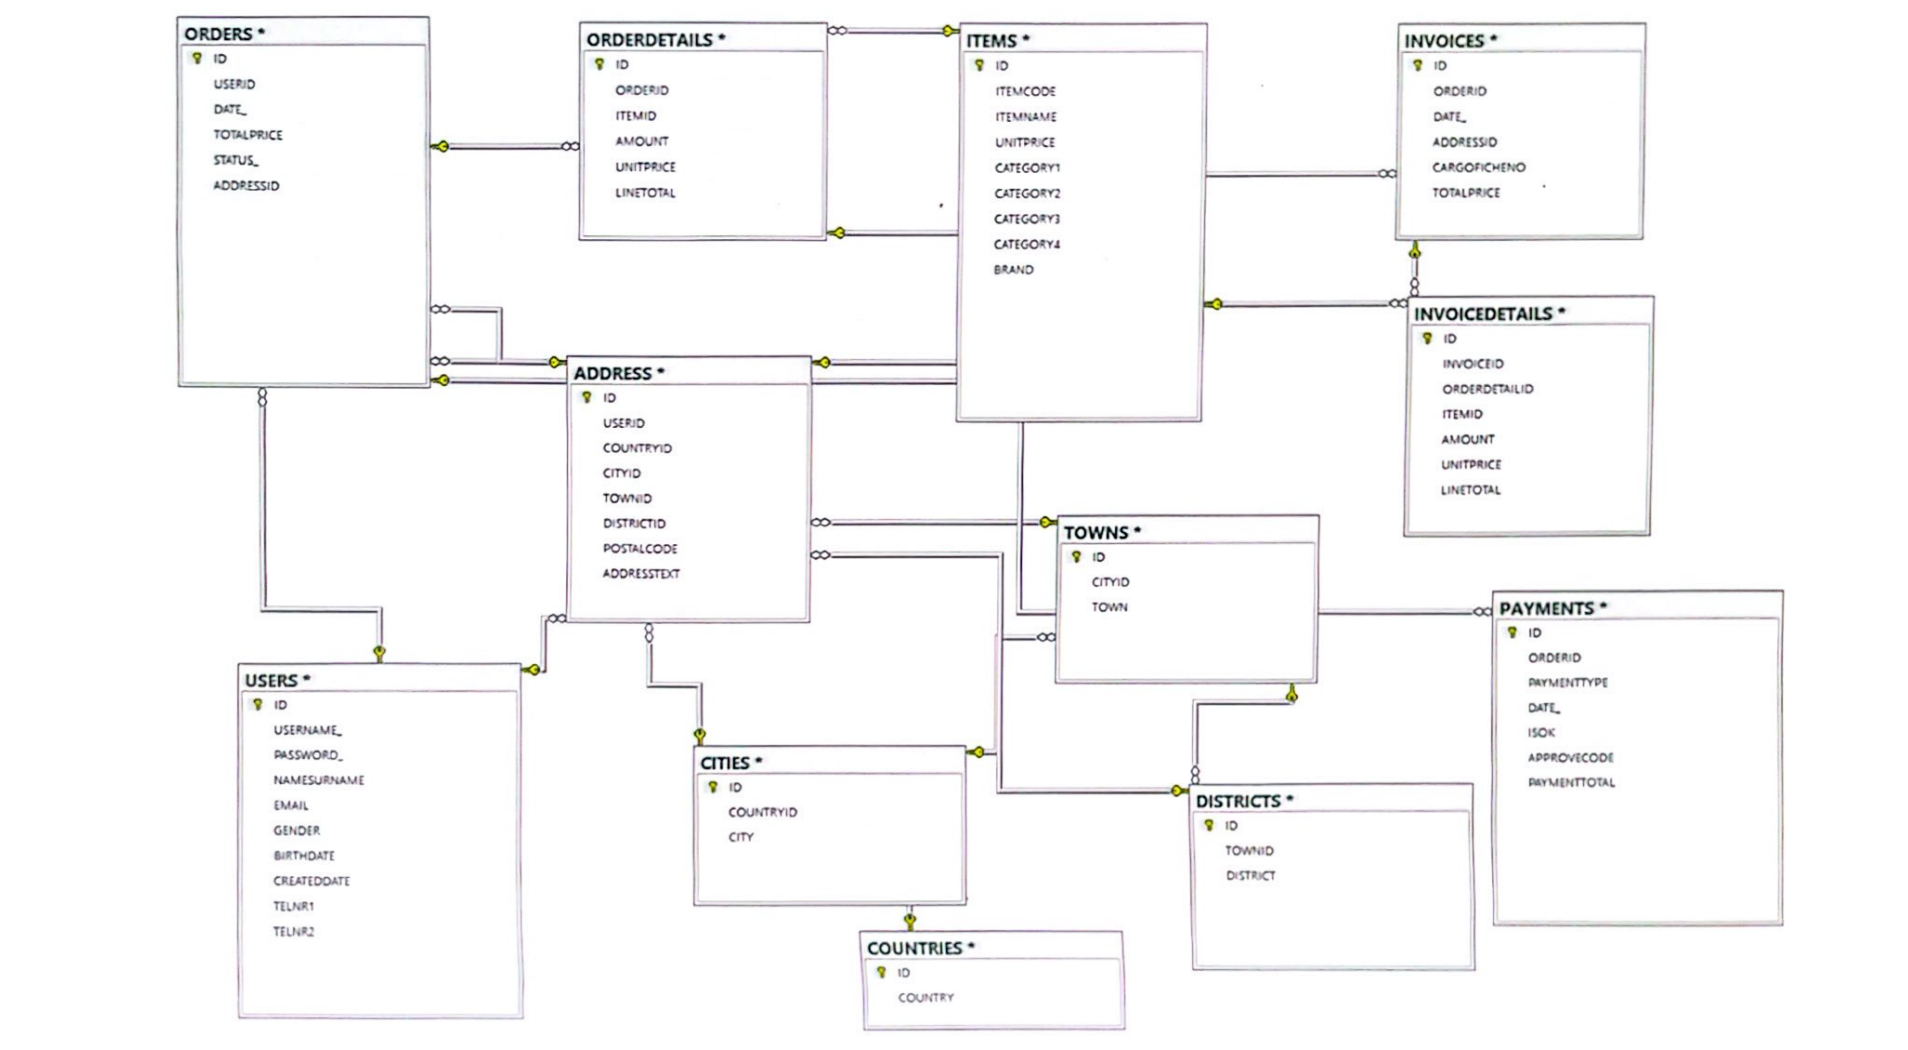 ORDERS *
ID
USERID
DATE_
TOTALPRICE
STATUS_
ADDRESSID
ORDERDETAILS *
ID
ORDERID
ITEMID
AMOUNT
UNITPRICE
LINETOTAL
ITEMS *
ID
ITEMCODE
ITEMNAME
UNITPRICE
CATEGORY1
CATEGORY2
CATEGORY3
CATEGORY4
BRAND
INVOICES *
ID
ORDERID
DATE_
ADDRESSID
CARGOFICHENO
TOTALPRICE
INVOICEDETAILS *
ID
INVOICEID
ORDERDETAILID
ITEMID
AMOUNT
UNITPRICE
LINETOTAL
ADDRESS *
ID
USERID
COUNTRYID
CITYID
TOWNID
DISTRICTID
POSTALCODE
ADDRESSTEXT
TOWNS *
ID
CITYID
TOWN
PAYMENTS *
ID
ORDERID
PAYMENTTYPE
DATE_
ISOK
APPROVECODE
PAYMENTTOTAL
USERS *
ID
USERNAME_
PASSWORD_
NAMESURNAME
EMAIL
GENDER
BIRTHDATE
CREATEDDATE
TELNR1
TELNR2
CITIES *
ID
COUNTRYID
CITY
DISTRICTS *
ID
TOWNID
DISTRICT
COUNTRIES *
ID
COUNTRY